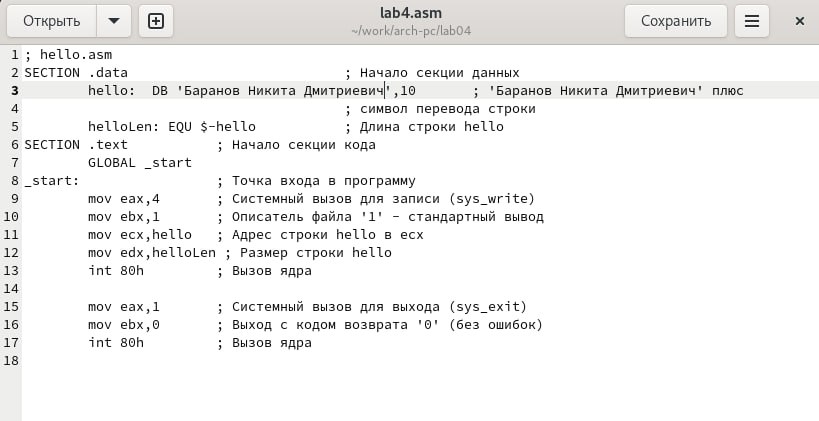 Открыть
lab4.asm
~/work/arch-pc/lab04
Сохранить
1 ; hello.asm
2 SECTION .data ; Начало секции данных
3 hello: DB 'Баранов Никита Дмитриевич',10 ; 'Баранов Никита Дмитриевич' плюс
4 ; символ перевода строки
5 helloLen: EQU $-hello ; Длина строки hello
6 SECTION .text ; Начало секции кода
7 GLOBAL _start
8 _start: ; Точка входа в программу
9 mov eax,4 ; Системный вызов для записи (sys_write)
10 mov ebx,1 ; Описатель файла '1' - стандартный вывод
11 mov ecx,hello ; Адрес строки hello в ecx
12 mov edx,helloLen ; Размер строки hello
13 int 80h ; Вызов ядра
14
15 mov eax,1 ; Системный вызов для выхода (sys_exit)
16 mov ebx,0 ; Выход с кодом возврата '0' (без ошибок)
17 int 80h ; Вызов ядра
18